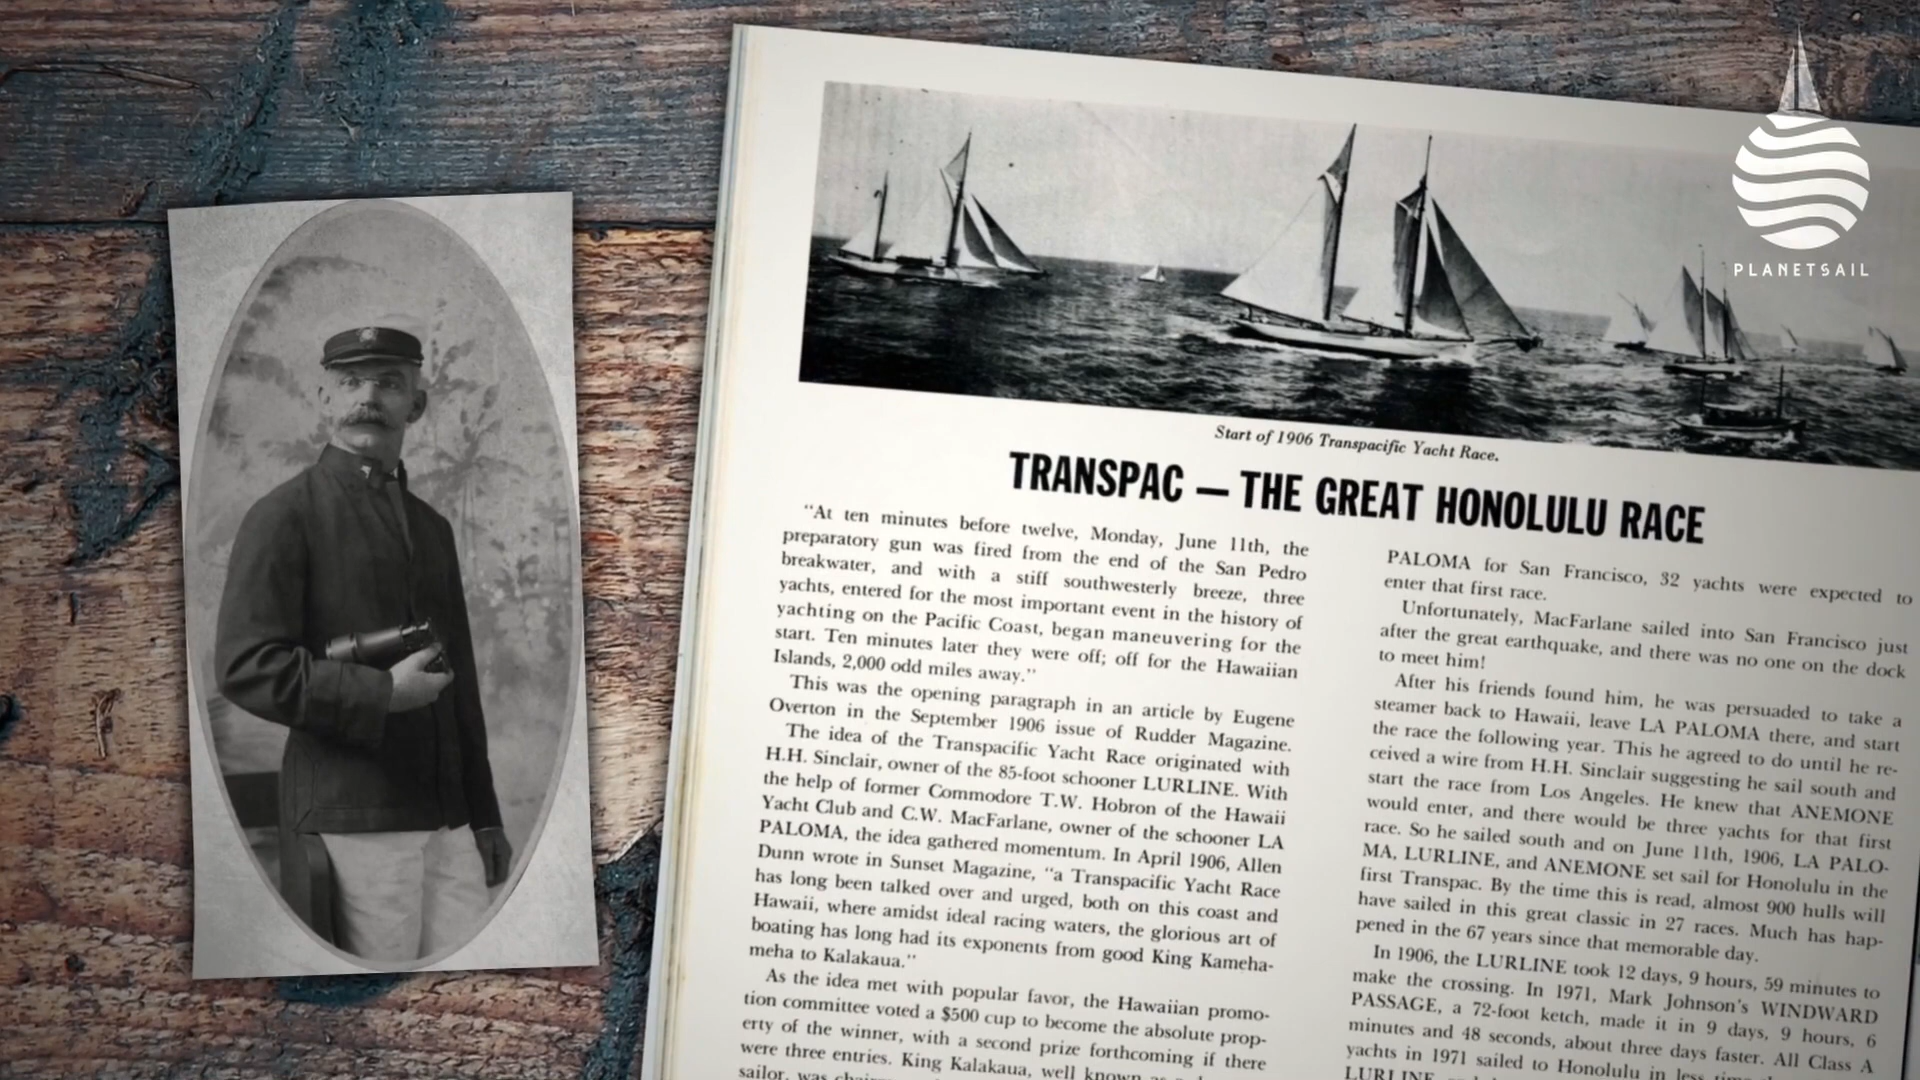 PLANETSAIL
Start of 1906 Transpacific Yacht Race.
TRANSPAC — THE GREAT HONOLULU RACE
"At ten minutes before twelve, Monday, June 11th, the
preparatory gun was fired from the end of the San Pedro
breakwater, and with a stiff southwesterly breeze, three
yachts, entered for the most important event in the history of
yachting on the Pacific Coast, began maneuvering for the
start. Ten minutes later they were off; off for the Hawaiian
Islands, 2,000 odd miles away."
This was the opening paragraph in an article by Eugene
Overton in the September 1906 issue of Rudder Magazine.
The idea of the Transpacific Yacht Race originated with
H.H. Sinclair, owner of the 85-foot schooner LURLINE. With
the help of former Commodore T.W. Hobron of the Hawaii
Yacht Club and C.W. MacFarlane, owner of the schooner LA
PALOMA, the idea gathered momentum. In April 1906, Allen
Dunn wrote in Sunset Magazine, "a Transpacific Yacht Race
has long been talked over and urged, both on this coast and
Hawaii, where amidst ideal racing waters, the glorious art of
boating has long had its exponents from good King Kameha-
meha to Kalakaua."
As the idea met with popular favor, the Hawaiian promo-
tion committee voted a $500 cup to become the absolute prop-
erty of the winner, with a second prize forthcoming if there
were three entries. King Kalakaua, well known as a
sailor, was
PALOMA for San Francisco, 32 yachts were expected to
enter that first race.
Unfortunately, MacFarlane sailed into San Francisco just
after the great earthquake, and there was no one on the dock
to meet him!
After his friends found him, he was persuaded to take a
steamer back to Hawaii, leave LA PALOMA there, and start
the race the following year. This he agreed to do until he re-
ceived a wire from H.H. Sinclair suggesting he sail south and
start the race from Los Angeles. He knew that ANEMONE
would enter, and there would be three yachts for that first
race. So he sailed south and on June 11th, 1906, LA PALO-
MA, LURLINE, and ANEMONE set sail for Honolulu in the
first Transpac. By the time this is read, almost 900 hulls will
have sailed in this great classic in 27 races. Much has hap-
pened in the 67 years since that memorable day.
In 1906, the LURLINE took 12 days, 9 hours, 59 minutes to
make the crossing. In 1971, Mark Johnson's WINDWARD
PASSAGE, a 72-foot ketch, made it in 9 days, 9 hours, 6
minutes and 48 seconds, about three days faster. All Class A
yachts in 1971 sailed to Honolulu in less time
LURLINE